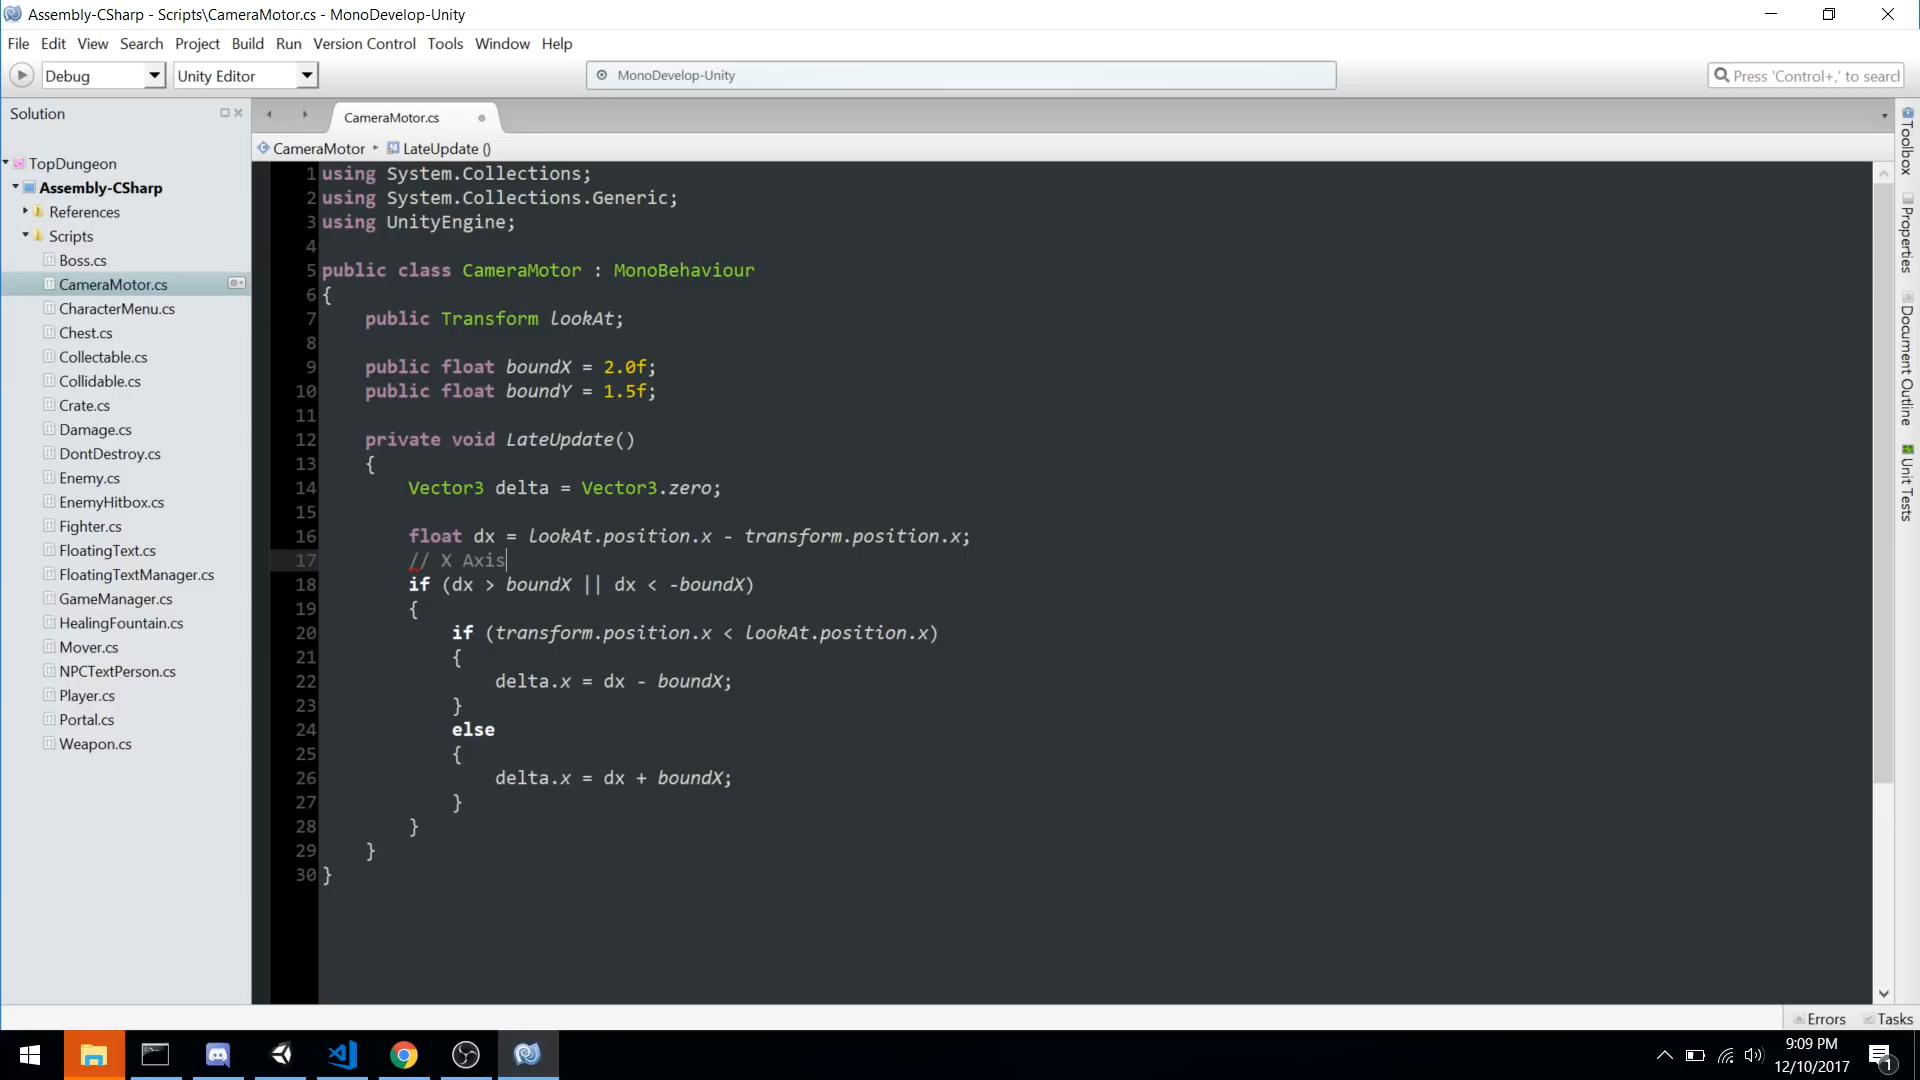 Assembly-CSharp - Scripts\CameraMotor.cs - MonoDevelop-Unity
File Edit View Search Project Build Run Version Control Tools Window Help
Debug Unity Editor MonoDevelop-Unity Press 'Control+,' to search
Solution
TopDungeon
Assembly-CSharp
References
Scripts
Boss.cs
CameraMotor.cs
CharacterMenu.cs
Chest.cs
Collectable.cs
Collidable.cs
Crate.cs
Damage.cs
DontDestroy.cs
Enemy.cs
EnemyHitbox.cs
Fighter.cs
FloatingText.cs
FloatingTextManager.cs
GameManager.cs
HealingFountain.cs
Mover.cs
NPCTextPerson.cs
Player.cs
Portal.cs
Weapon.cs
CameraMotor.cs
CameraMotor LateUpdate ()
1 using System.Collections;
2 using System.Collections.Generic;
3 using UnityEngine;
4
5 public class CameraMotor : MonoBehaviour
6 {
7 public Transform lookAt;
8
9 public float boundX = 2.0f;
10 public float boundY = 1.5f;
11
12 private void LateUpdate()
13 {
14 Vector3 delta = Vector3.zero;
15
16 float dx = lookAt.position.x - transform.position.x;
17 // X Axis
18 if (dx > boundX || dx < -boundX)
19 {
20 if (transform.position.x < lookAt.position.x)
21 {
22 delta.x = dx - boundX;
23 }
24 else
25 {
26 delta.x = dx + boundX;
27 }
28 }
29 }
30 }
Toolbox
Properties
Document Outline
Unit Tests
Errors Tasks
9:09 PM
12/10/2017
1